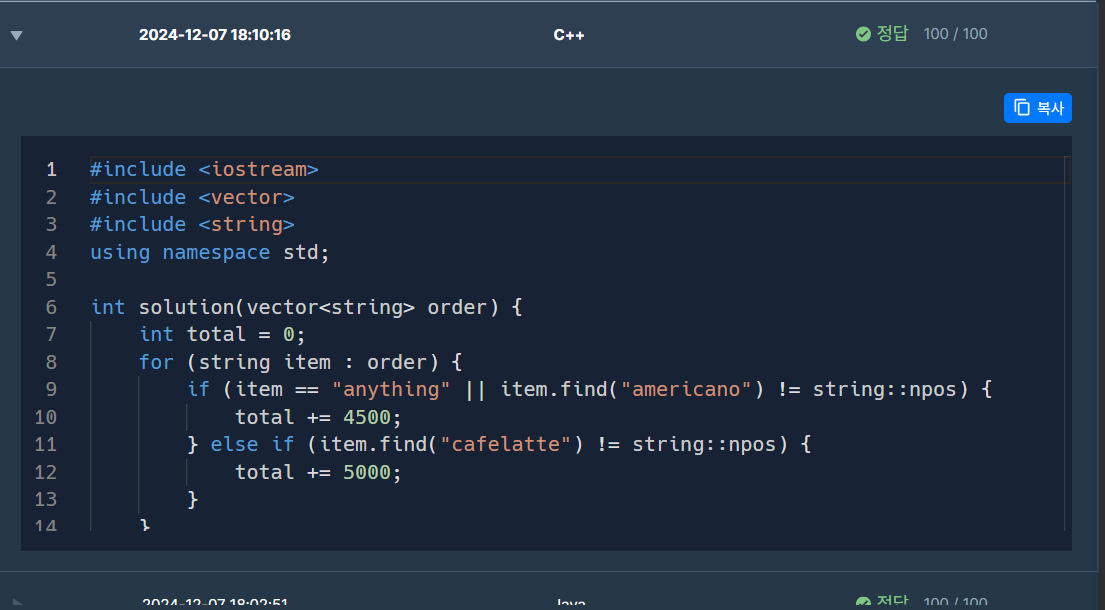 2024-12-07 18:10:16 C++ 정답 100 / 100
복사
1 #include <iostream>
2 #include <vector>
3 #include <string>
4 using namespace std;
5
6 int solution(vector<string> order) {
7 int total = 0;
8 for (string item : order) {
9 if (item == "anything" || item.find("americano") != string::npos) {
10 total += 4500;
11 } else if (item.find("cafelatte") != string::npos) {
12 total += 5000;
13 }
14 }
2024-12-07 18:02:51 Java 정답 100 / 100